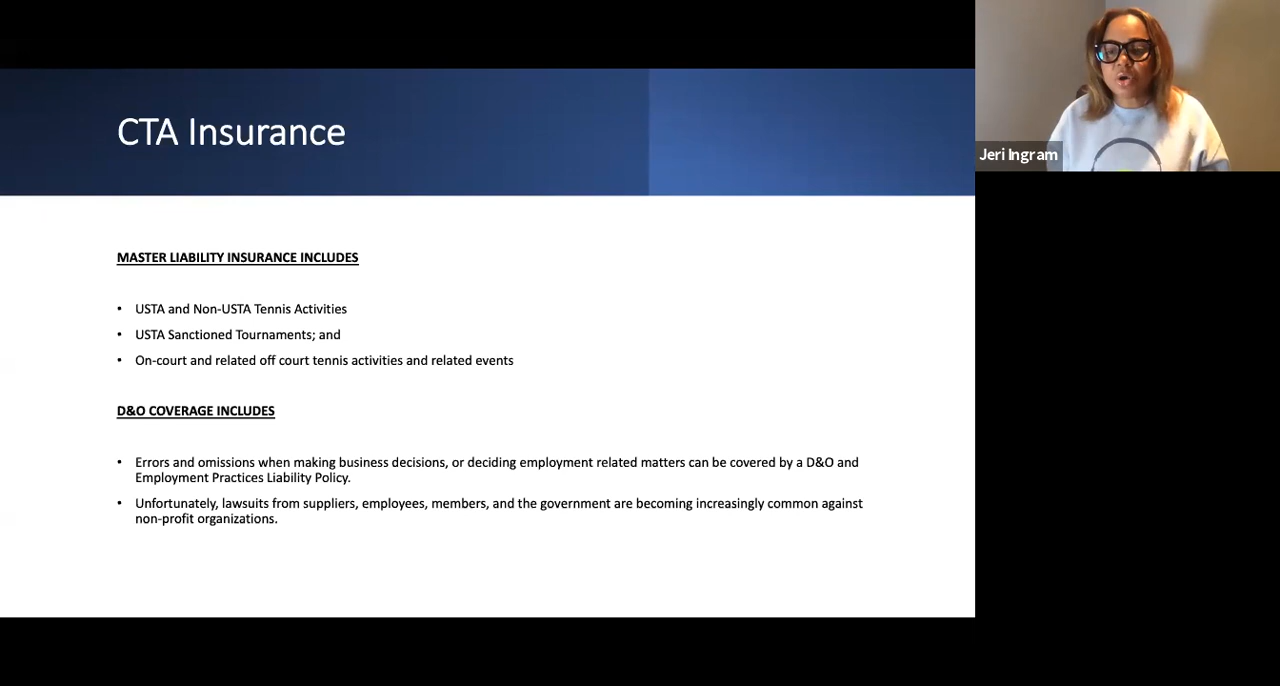 CTA Insurance
Jeri Ingram
MASTER LIABILITY INSURANCE INCLUDES
• USTA and Non-USTA Tennis Activities
• USTA Sanctioned Tournaments; and
• On-court and related off court tennis activities and related events
D&O COVERAGE INCLUDES
• Errors and omissions when making business decisions, or deciding employment related matters can be covered by a D&O and
Employment Practices Liability Policy.
• Unfortunately, lawsuits from suppliers, employees, members, and the government are becoming increasingly common against
non-profit organizations.